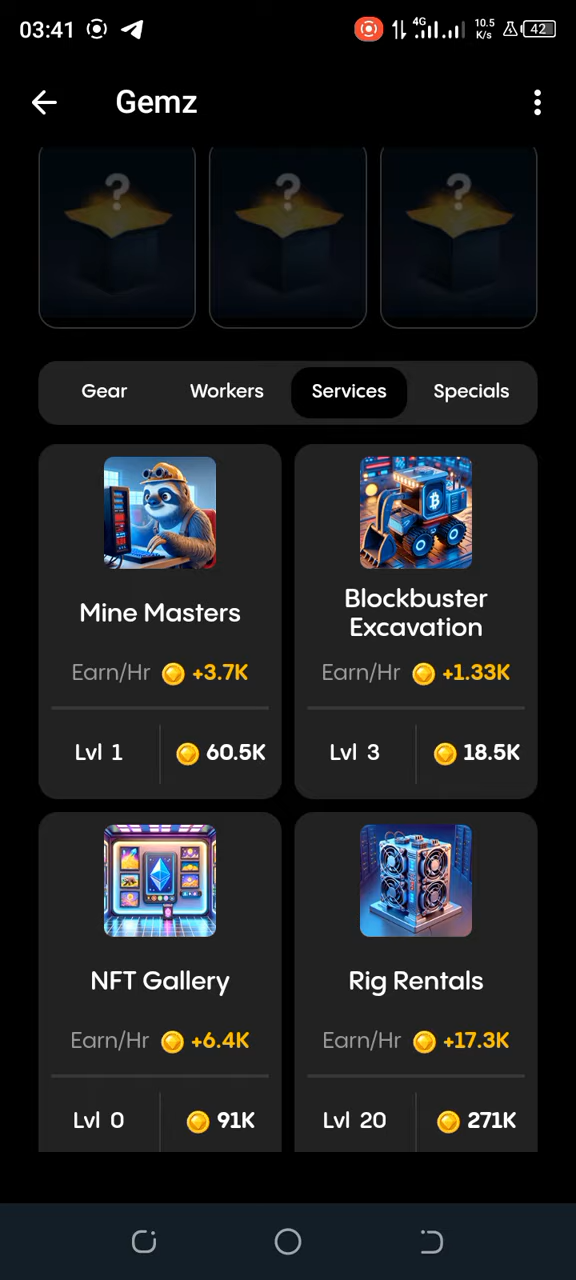 03:41 4G 10.5 K/s 42
Gemz
? ? ?
Gear Workers Services Specials
Mine Masters
Earn/Hr +3.7K
Lvl 1 60.5K
Blockbuster
Excavation
Earn/Hr +1.33K
Lvl 3 18.5K
NFT Gallery
Earn/Hr +6.4K
Lvl 0 91K
Rig Rentals
Earn/Hr +17.3K
Lvl 20 271K